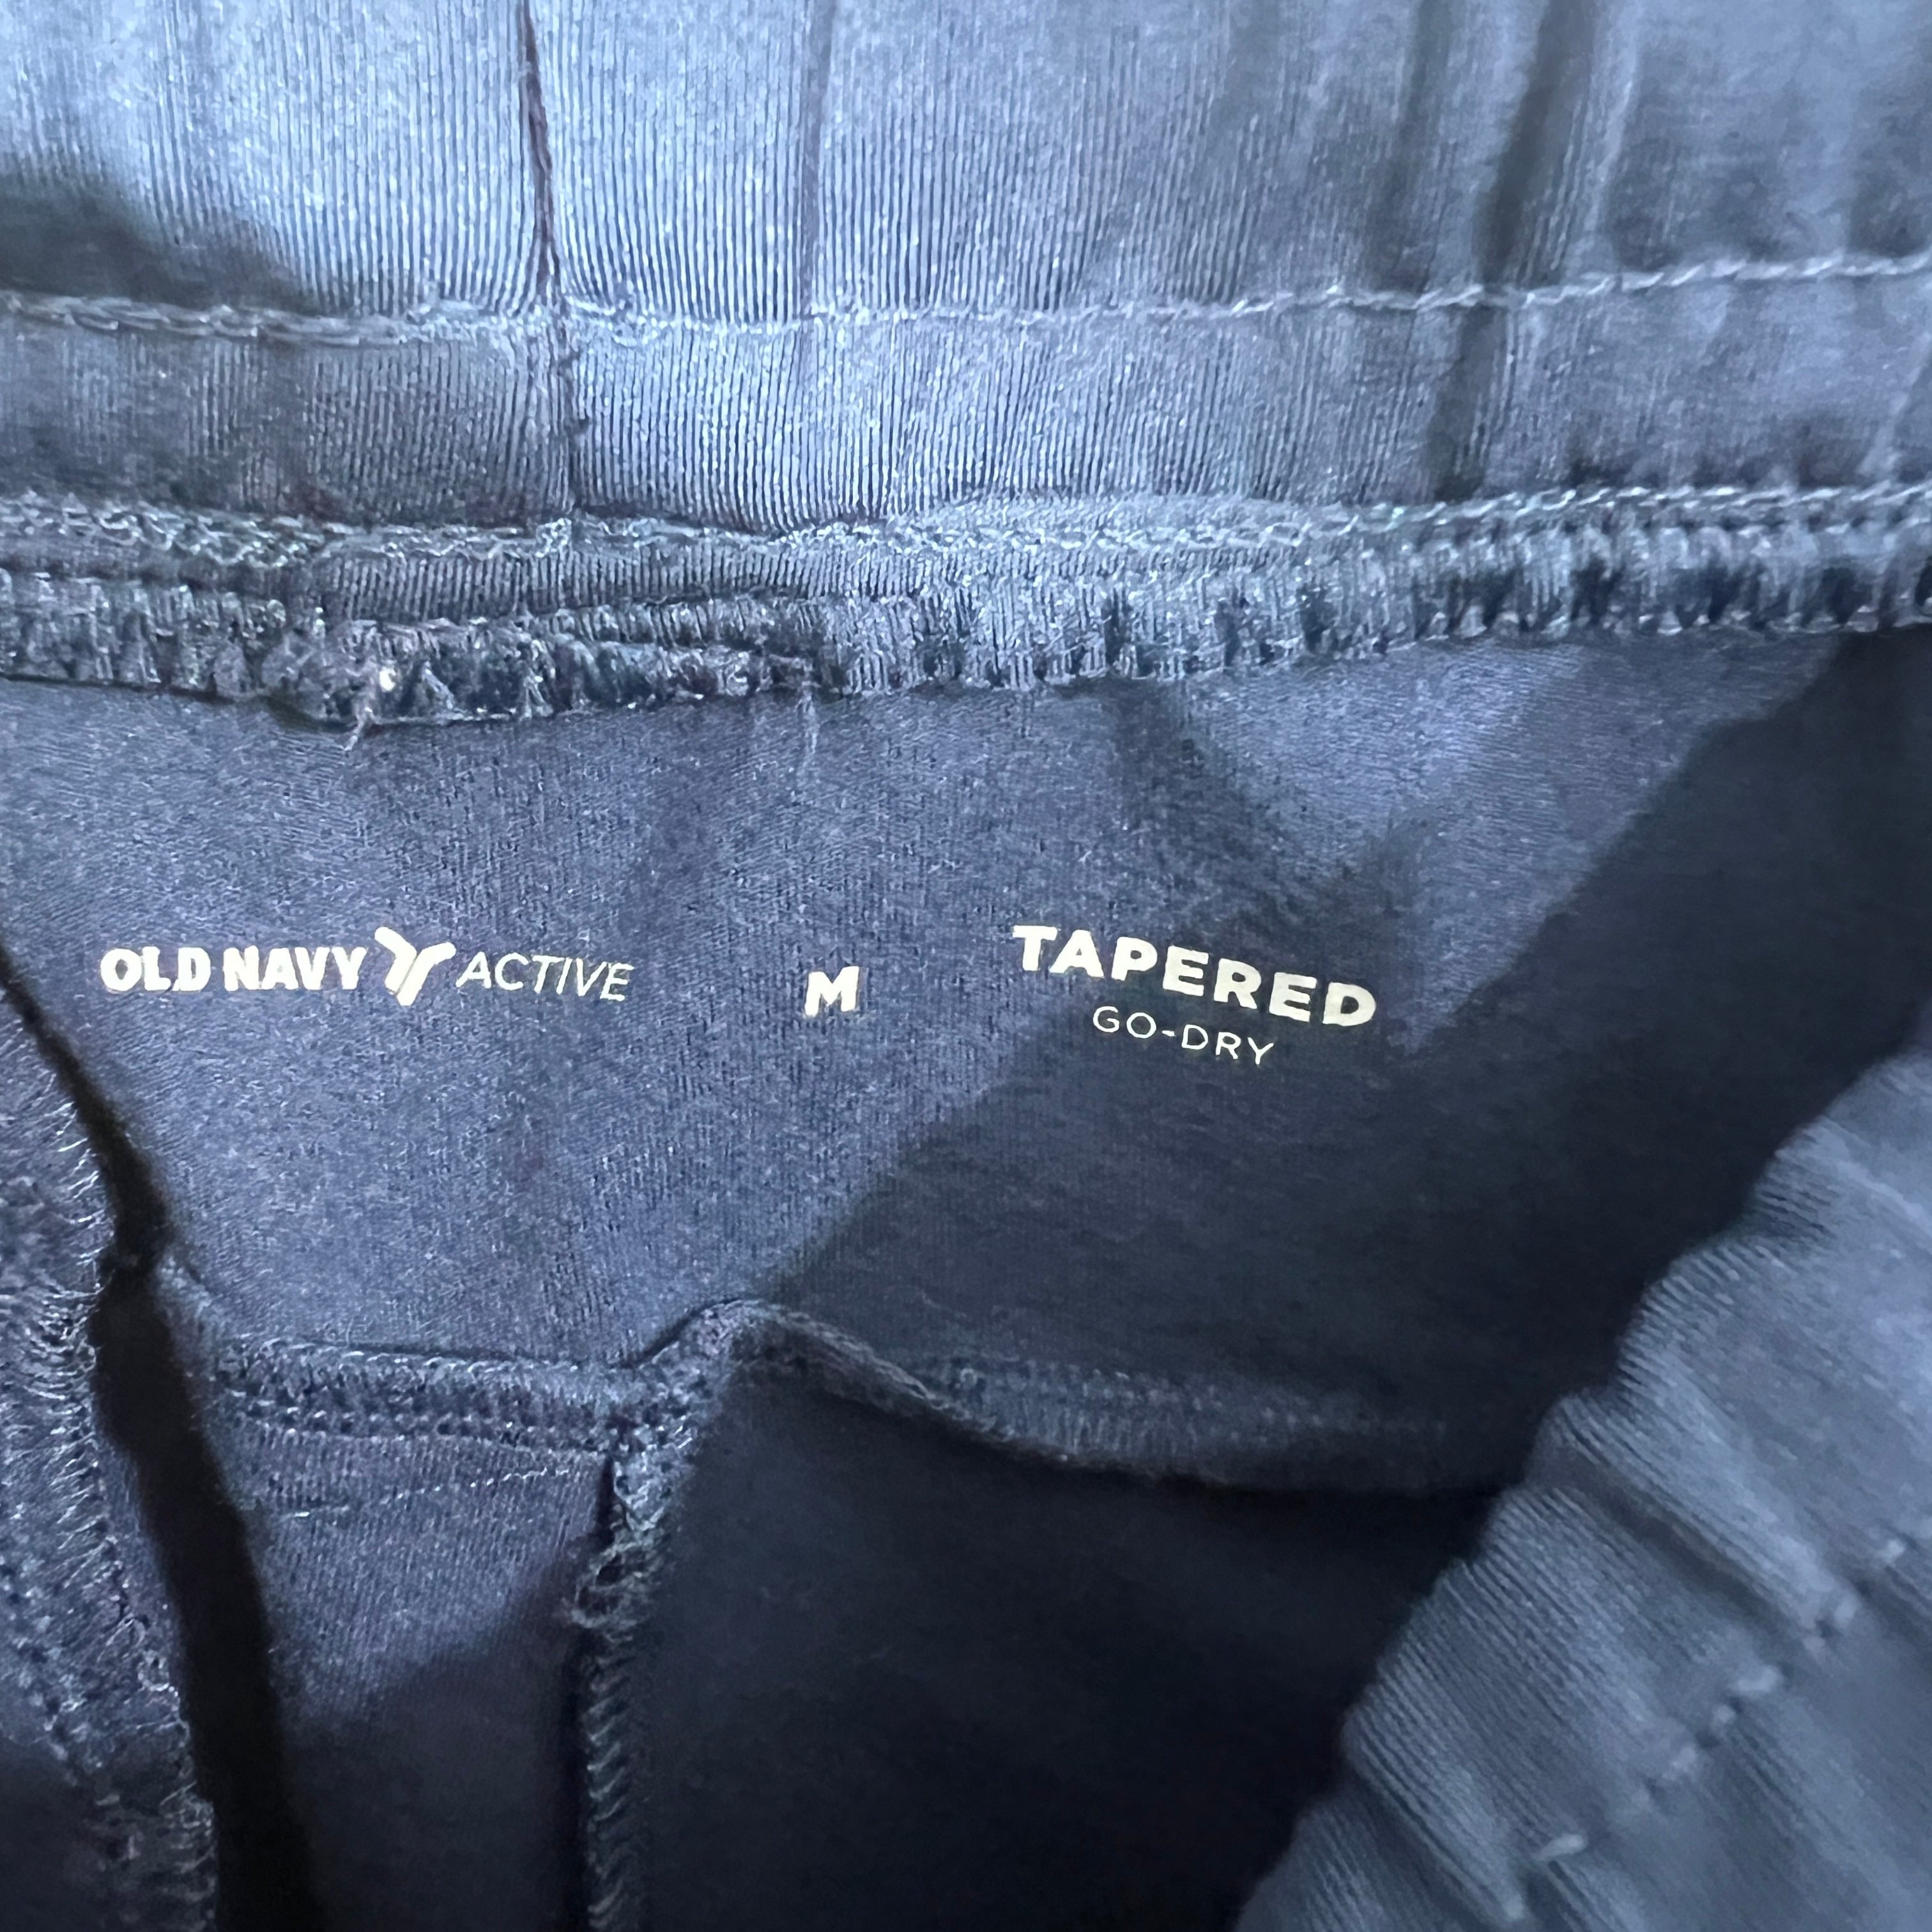 OLD NAVY ACTIVE
M
TAPERED
GO-DRY